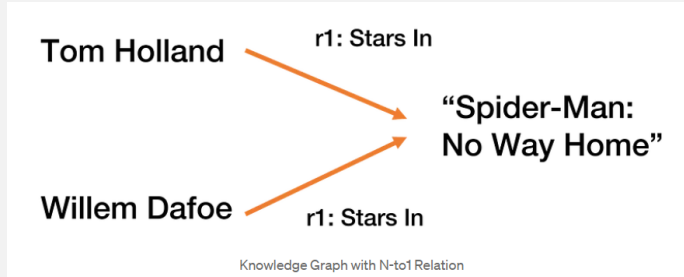 Tom Holland
r1: Stars In
“Spider-Man:
No Way Home”
Willem Dafoe
r1: Stars In
Knowledge Graph with N-to1 Relation